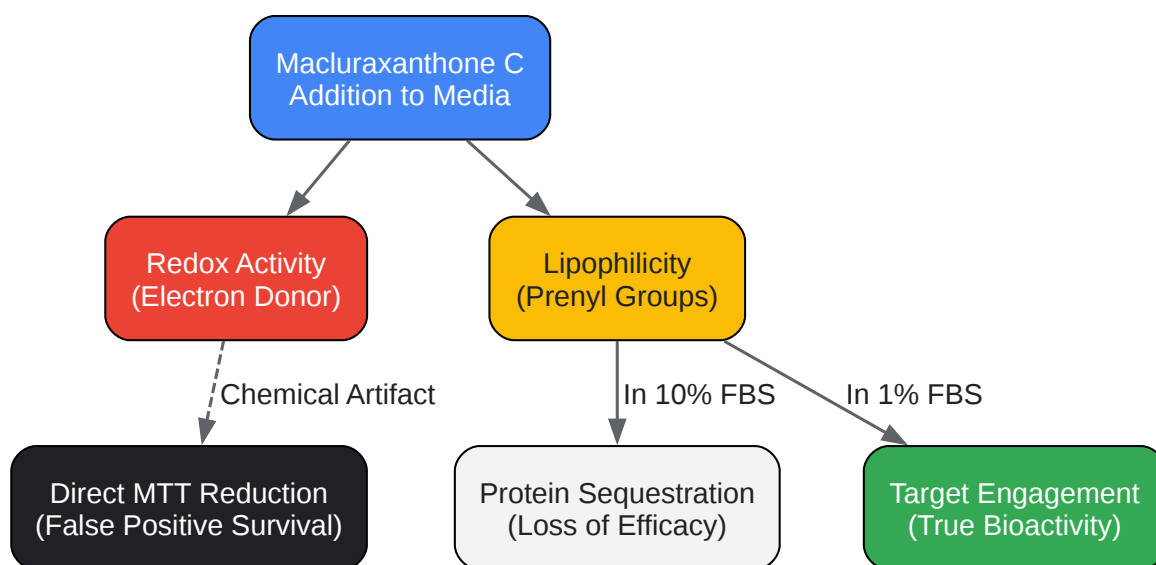 Macluraxanthone C
Addition to Media
Redox Activity
(Electron Donor)
Lipophilicity
(Prenyl Groups)
Chemical Artifact
In 10% FBS
In 1% FBS
Direct MTT Reduction
(False Positive Survival)
Protein Sequestration
(Loss of Efficacy)
Target Engagement
(True Bioactivity)